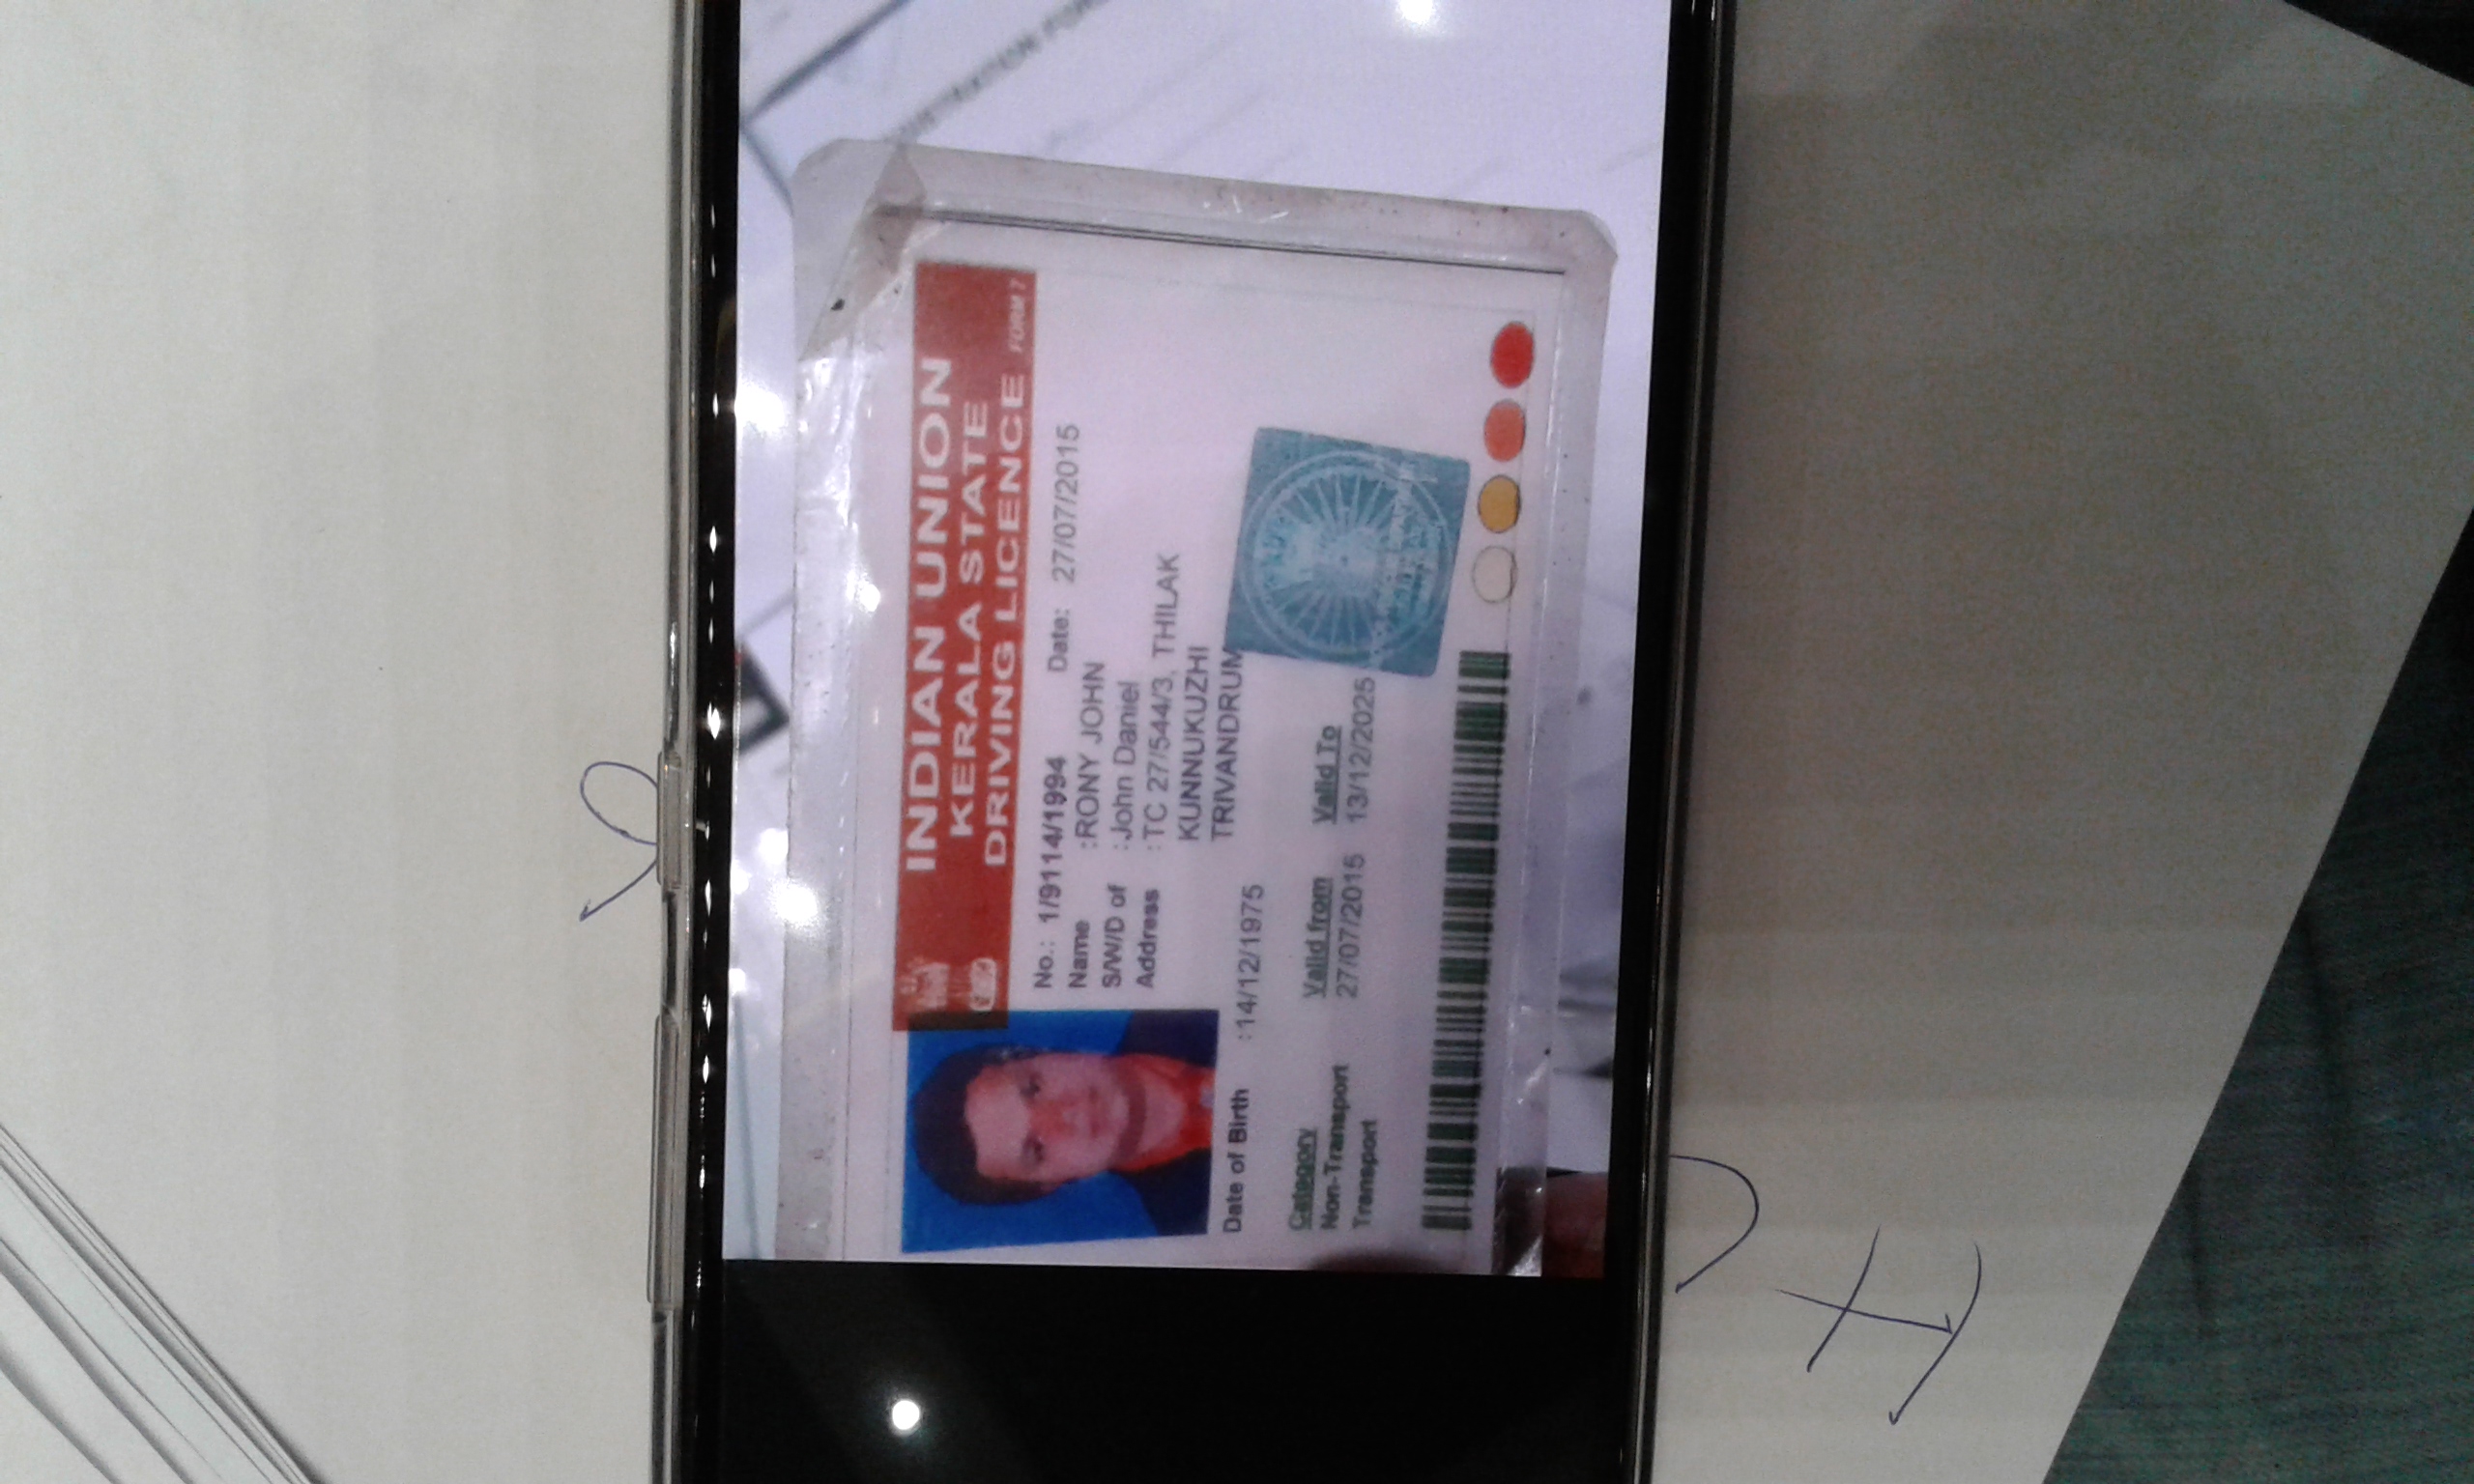 INDIAN UNION
KERALA STATE
DRIVING LICENCE FORM 7
No.: 1/9114/1994 Date: 27/07/2015
Name :RONY JOHN
S/W/D of :John Daniel
Address :TC 27/544/3, THILAK
KUNNUKUZHI
TRIVANDRUM
Date of Birth :14/12/1975
Category Valid from Valid To
Non-Transport 27/07/2015 13/12/2025
Transport